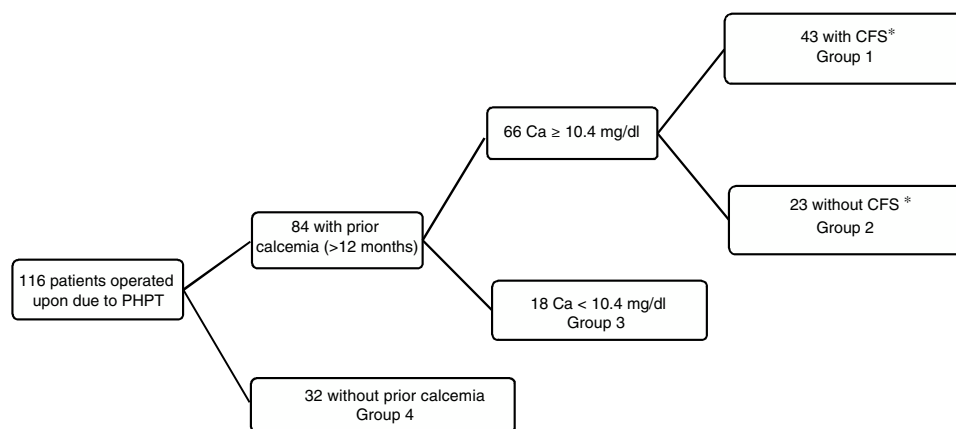 43 with CFS*
Group 1
66 Ca ≥ 10.4 mg/dl
23 without CFS *
Group 2
84 with prior
calcemia (>12 months)
116 patients operated
upon due to PHPT
18 Ca < 10.4 mg/dl
Group 3
32 without prior calcemia
Group 4